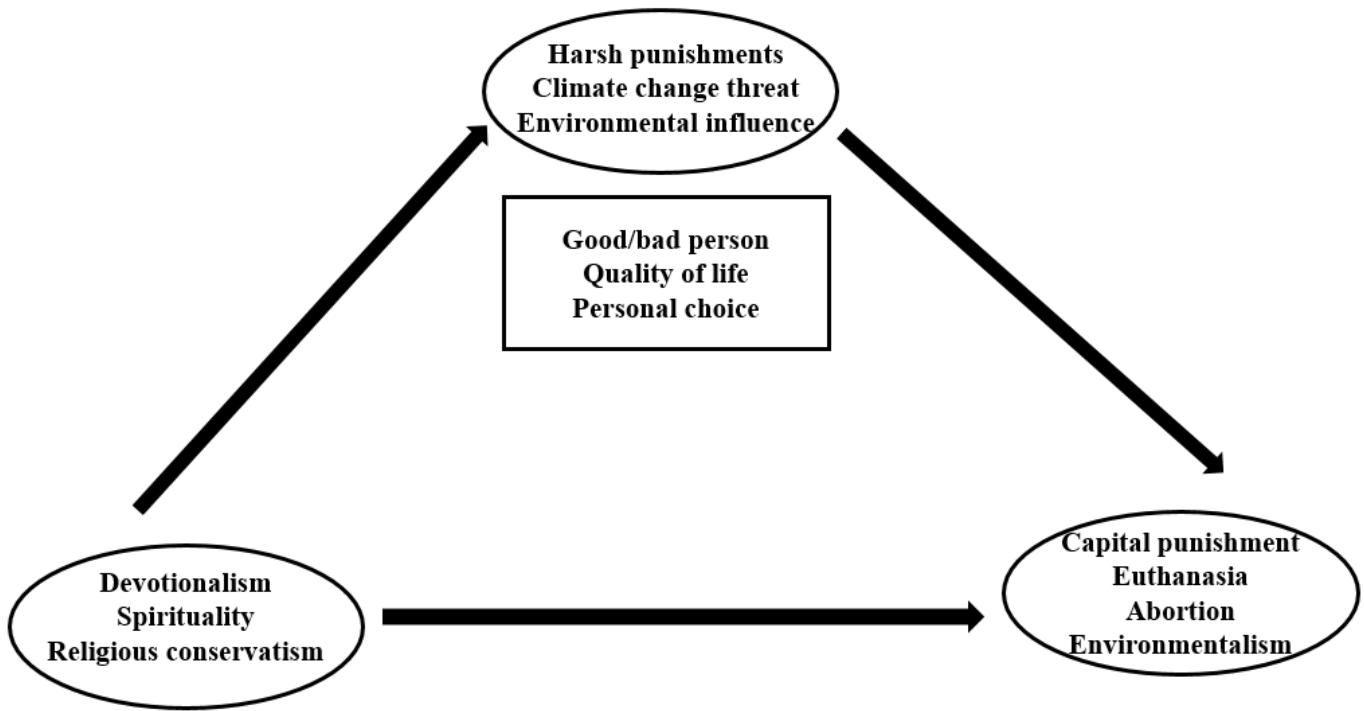 Harsh punishments
Climate change threat
Environmental influence
Good/bad person
Quality of life
Personal choice
Devotionalism
Spirituality
Religious conservatism
Capital punishment
Euthanasia
Abortion
Environmentalism